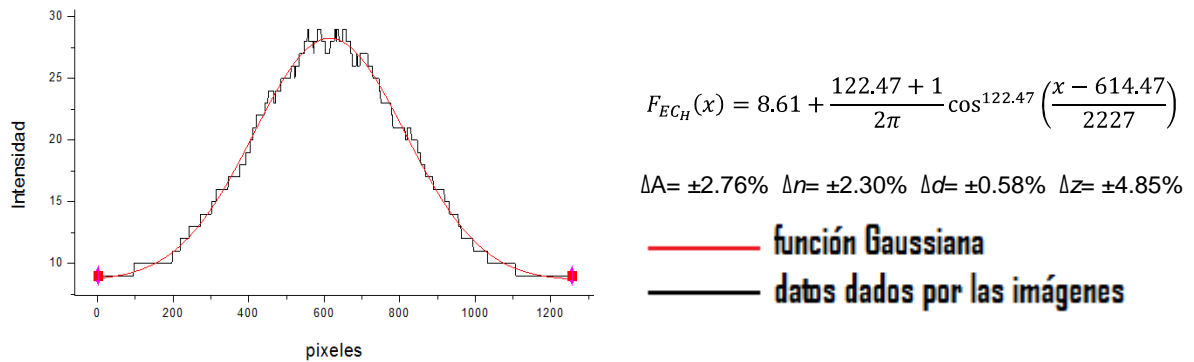 30
25
20
15
10
Intensidad
0 200 400 600 800 1000 1200
pixeles
F_{EC_H}(x) = 8.61 + \frac{122.47 + 1}{2π} cos^{122.47} (\frac{x − 614.47}{2227})
ΔA= ±2.76% Δn= ±2.30% Δd= ±0.58% Δz= ±4.85%
función Gaussiana
datos dados por las imágenes